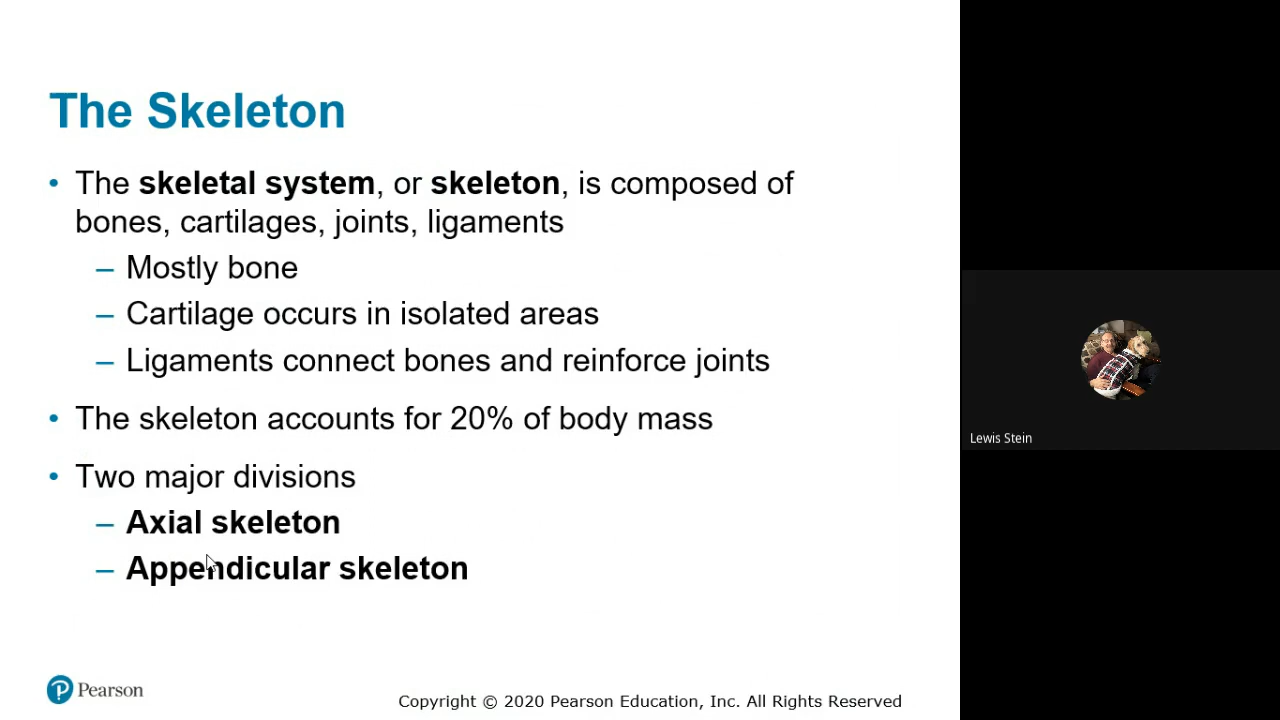 The Skeleton
• The skeletal system, or skeleton, is composed of
bones, cartilages, joints, ligaments
– Mostly bone
– Cartilage occurs in isolated areas
– Ligaments connect bones and reinforce joints
• The skeleton accounts for 20% of body mass
• Two major divisions
– Axial skeleton
– Appendicular skeleton
Pearson
Copyright © 2020 Pearson Education, Inc. All Rights Reserved
Lewis Stein